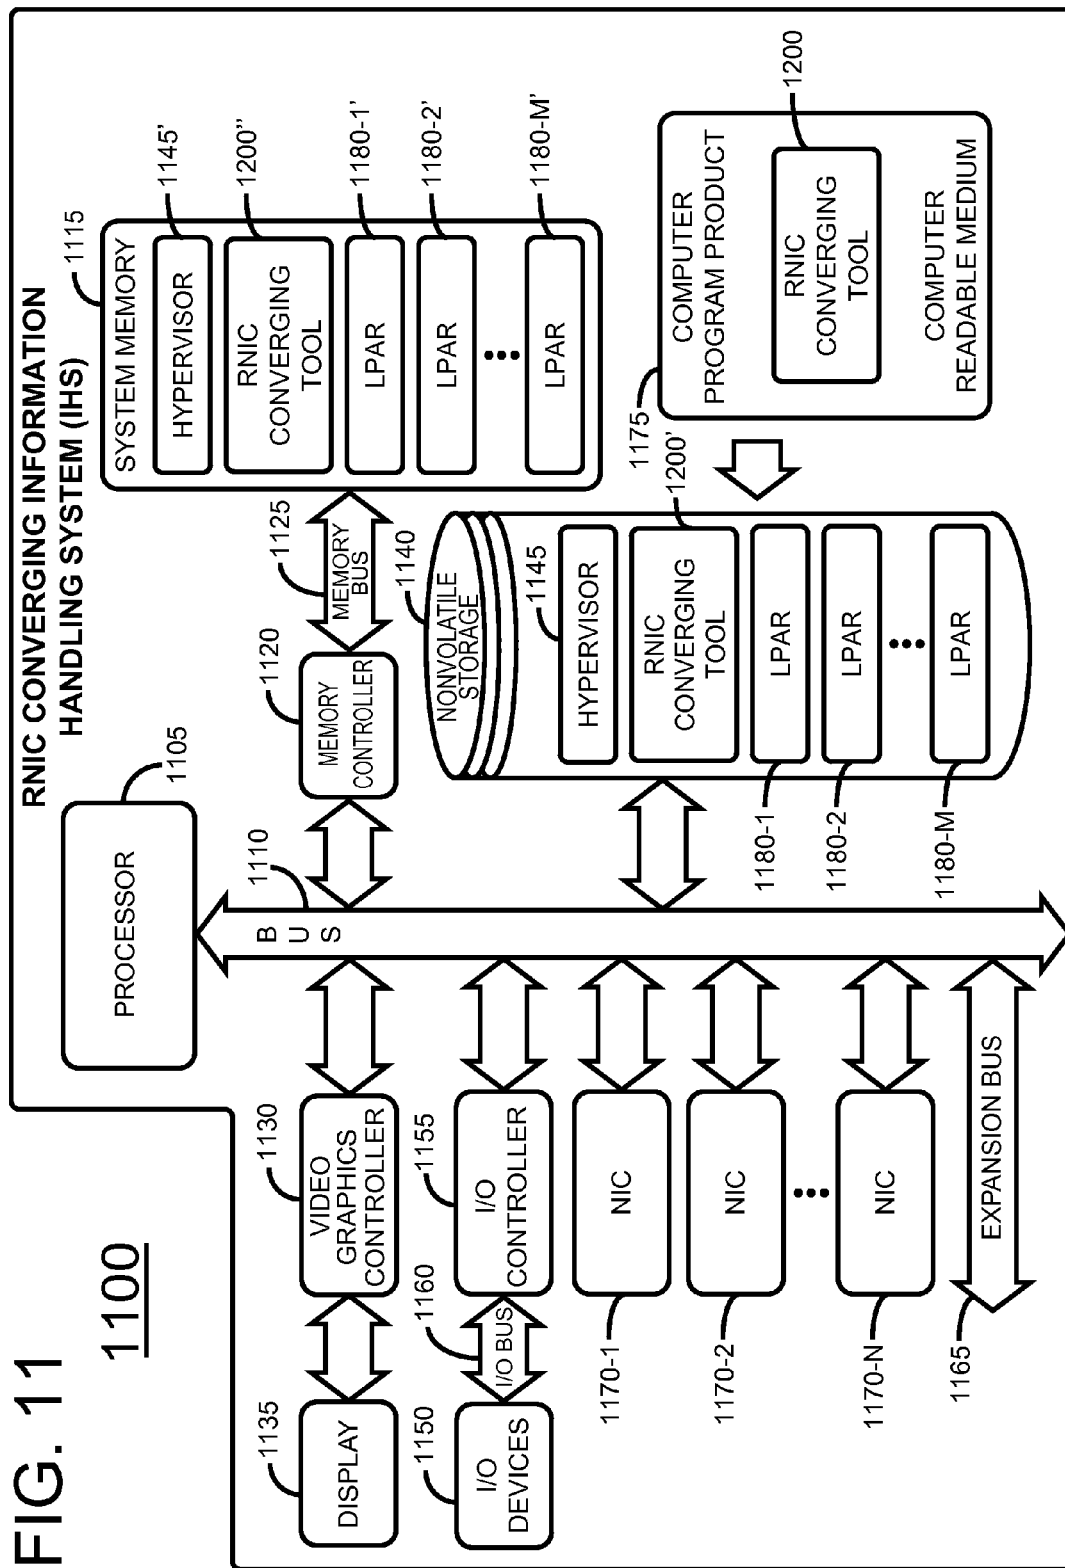 FIG. 11
1100
RNIC CONVERGING INFORMATION
HANDLING SYSTEM (IHS)
PROCESSOR
1105
BUS
1110
SYSTEM MEMORY
1115
HYPERVISOR
1145'
RNIC
CONVERGING
TOOL
1200"
LPAR
1180-1'
LPAR
1180-2'
LPAR
1180-M'
MEMORY
CONTROLLER
1120
MEMORY
BUS
1125
VIDEO
GRAPHICS
CONTROLLER
1130
DISPLAY
1135
NONVOLATILE
STORAGE
1140
HYPERVISOR
1145
RNIC
CONVERGING
TOOL
1200'
LPAR
1180-1
LPAR
1180-2
LPAR
1180-M
I/O
DEVICES
1150
I/O BUS
1160
I/O
CONTROLLER
1155
NIC
1170-1
NIC
1170-2
NIC
1170-N
EXPANSION BUS
1165
COMPUTER
PROGRAM PRODUCT
1175
RNIC
CONVERGING
TOOL
1200
COMPUTER
READABLE MEDIUM